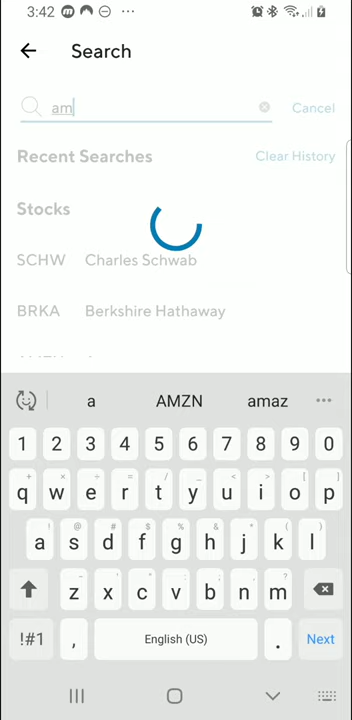 3:42
Search
am
Cancel
Recent Searches
Clear History
Stocks
SCHW Charles Schwab
BRKA Berkshire Hathaway
a AMZN amaz
1 2 3 4 5 6 7 8 9 0
+ × ÷ = / _ < > [ ]
q w e r t y u i o p
! @ # $ % ^ & * ( )
a s d f g h j k l
- ' " : ; , ?
z x c v b n m
!#1 , English (US) . Next